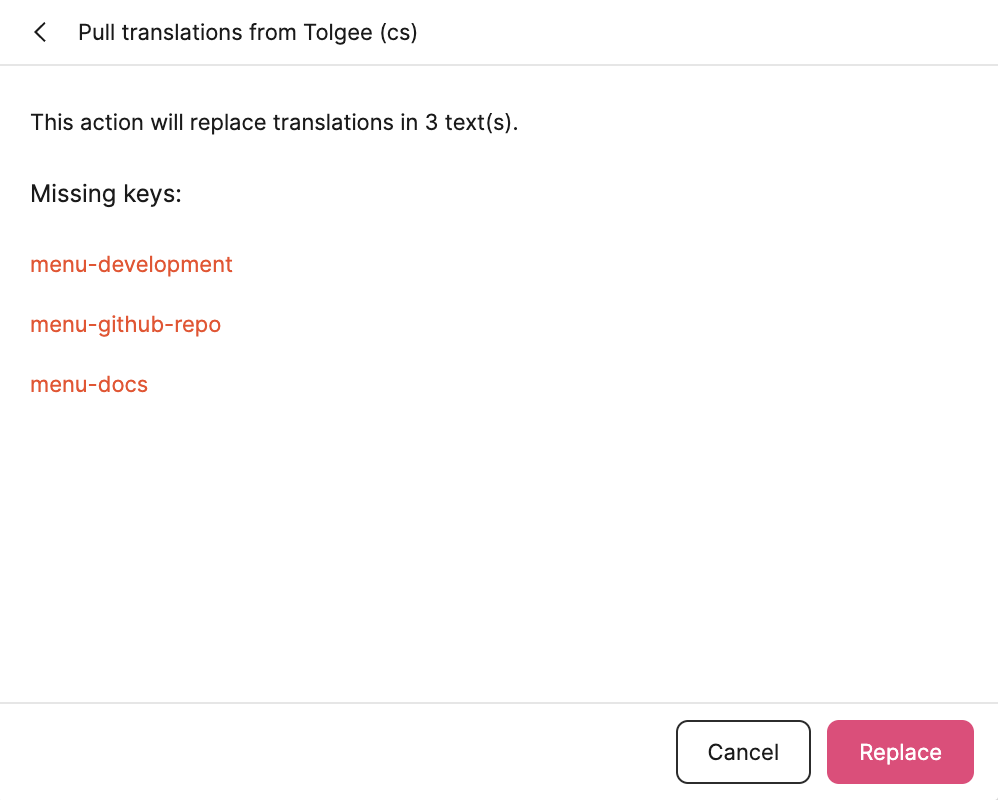 Pull translations from Tolgee (cs)
This action will replace translations in 3 text(s).
Missing keys:
menu-development
menu-github-repo
menu-docs
Cancel Replace